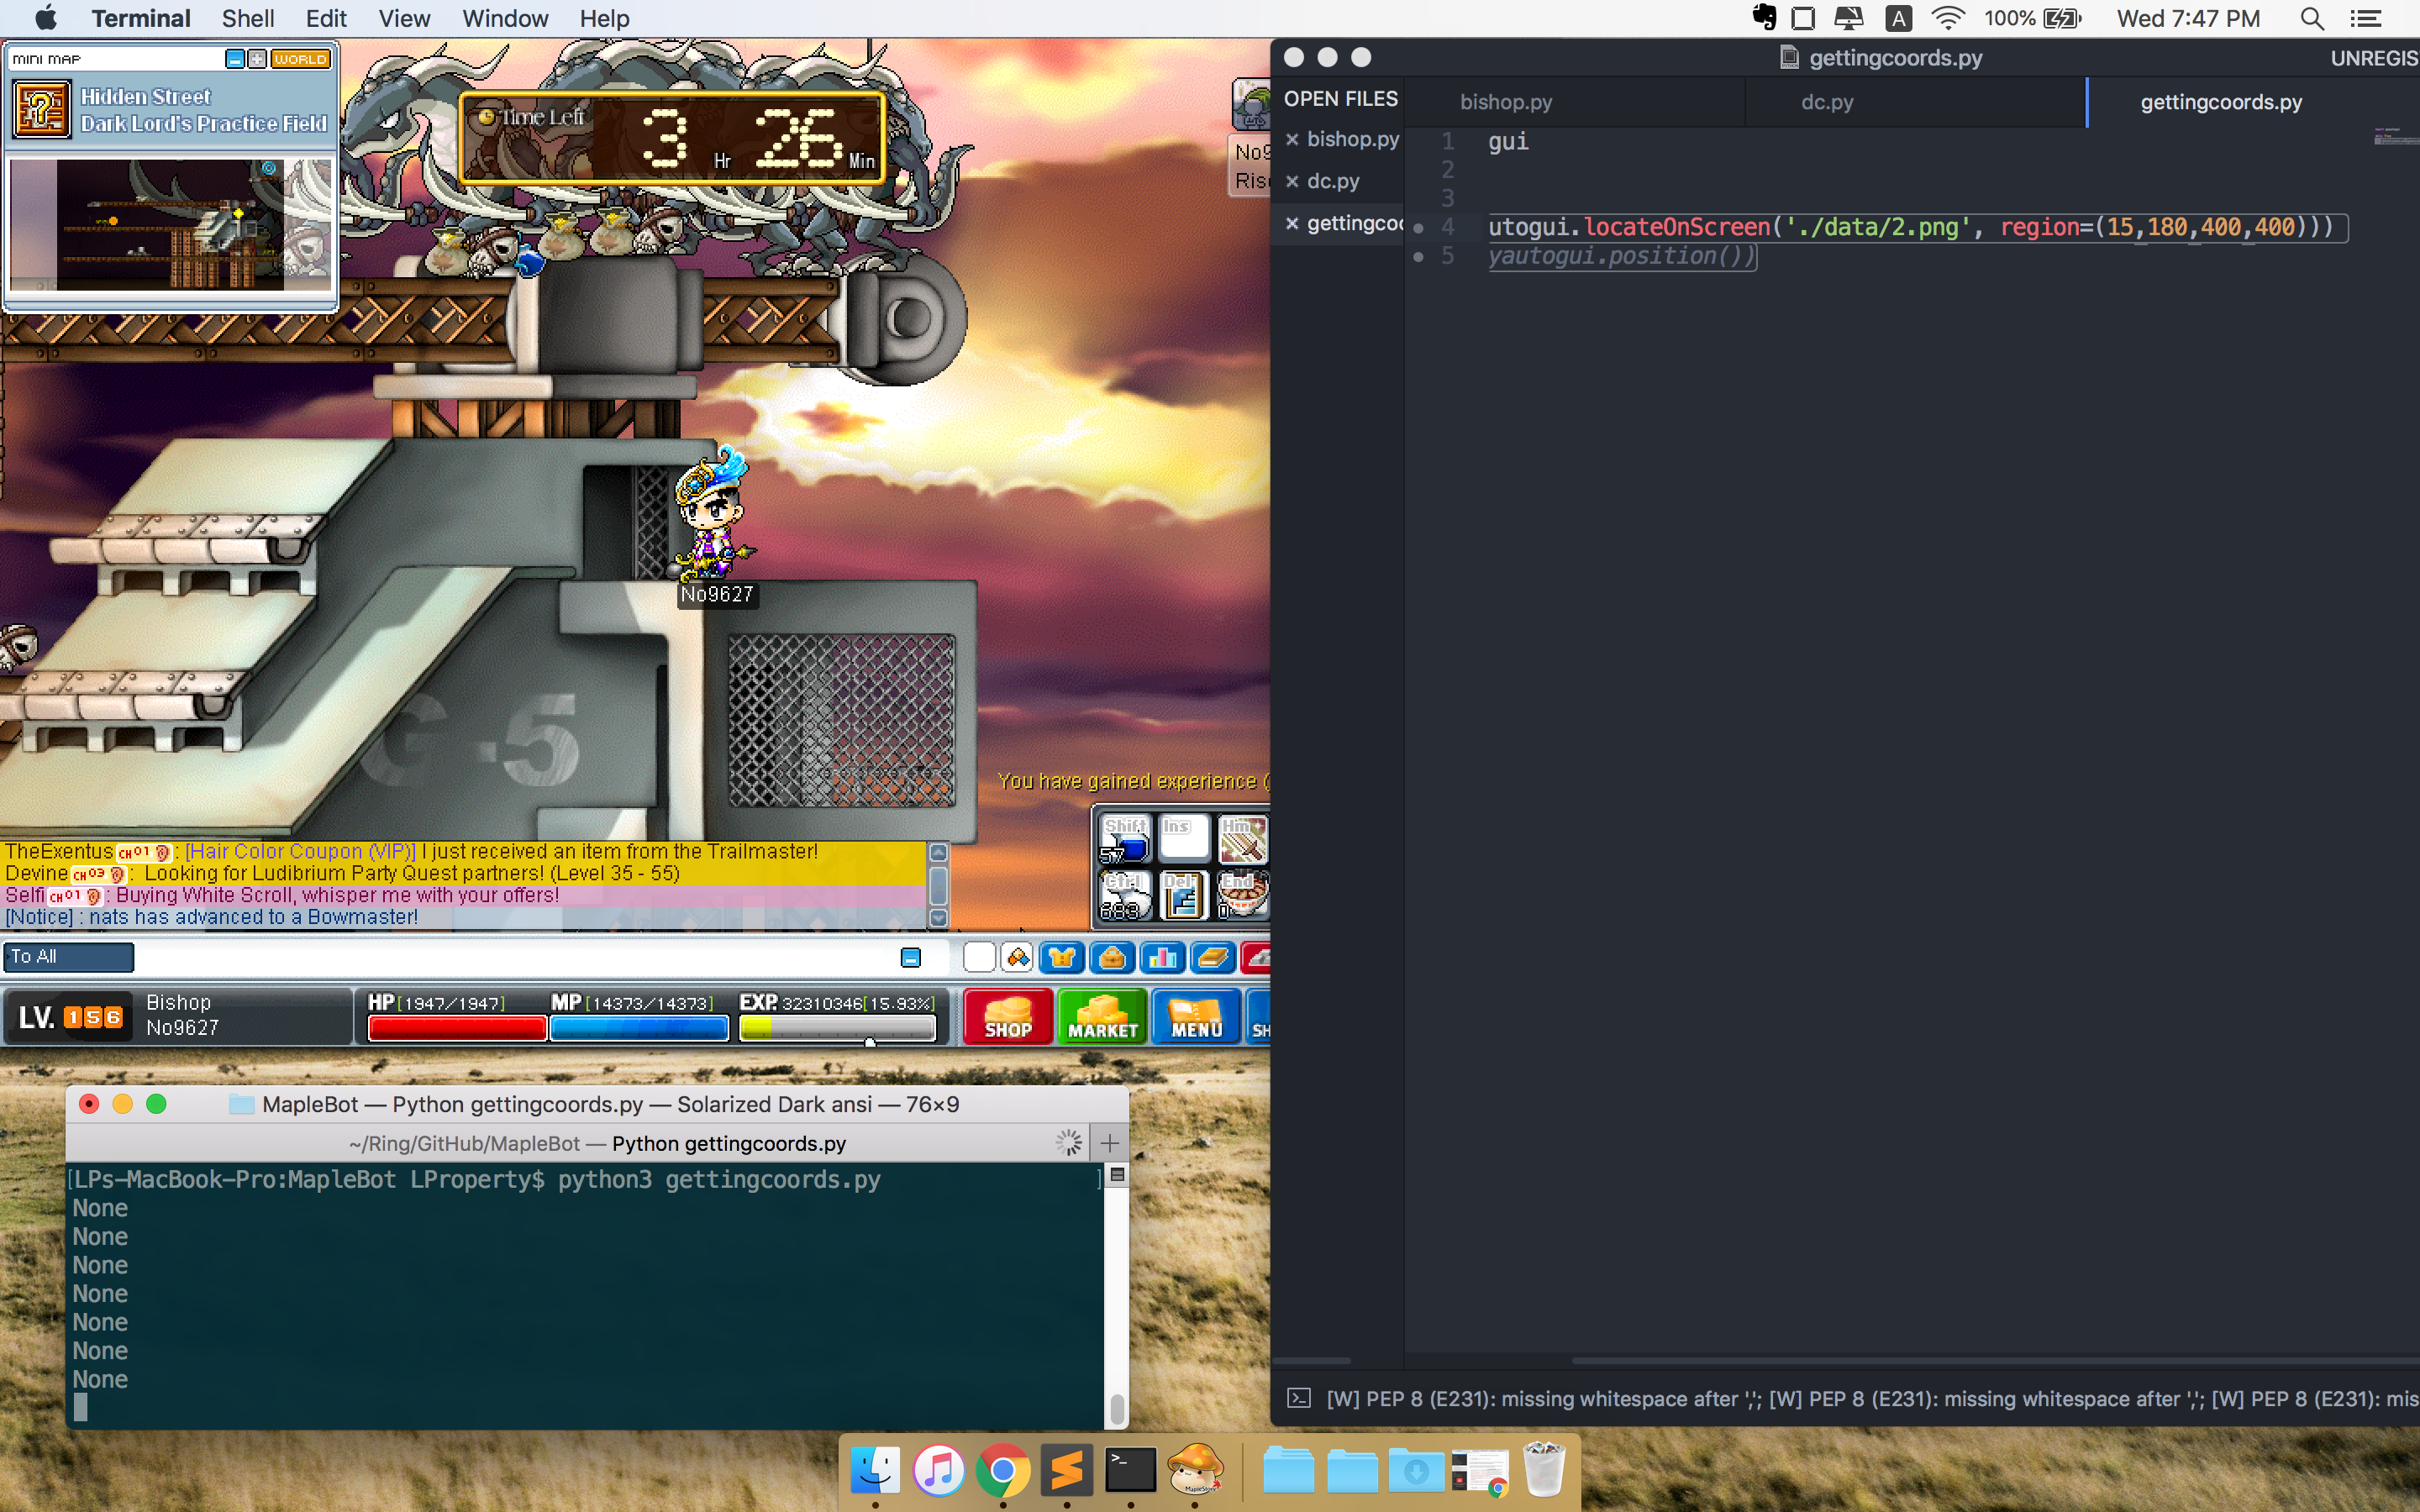 Terminal Shell Edit View Window Help
A 100% Wed 7:47 PM
MINI MAP WORLD
Hidden Street
Dark Lord's Practice Field
Time Left 3 Hr 26 Min
No9
No9627
G-5
You have gained experience (
Shift Ins Hm
57
Ctrl Del End
683 0
TheExentus CH01 : [Hair Color Coupon (VIP)] I just received an item from the Trailmaster!
Devine CH03 : Looking for Ludibrium Party Quest partners! (Level 35 - 55)
Selfi CH01 : Buying White Scroll, whisper me with your offers!
[Notice] : nats has advanced to a Bowmaster!
To All
LV. 156 Bishop
No9627
HP[1947/1947] MP[14373/14373] EXP. 32310346[15.93%]
SHOP MARKET MENU SH
MapleBot — Python gettingcoords.py — Solarized Dark ansi — 76×9
~/Ring/GitHub/MapleBot — Python gettingcoords.py
[LPs-MacBook-Pro:MapleBot LProperty$ python3 gettingcoords.py ]
None
None
None
None
None
None
None
gettingcoords.py UNREGIS
OPEN FILES
× bishop.py
× dc.py
× gettingcoo
bishop.py dc.py gettingcoords.py
1 gui
2
3
4 utogui.locateOnScreen('./data/2.png', region=(15,180,400,400)))
5 yautogui.position())
[W] PEP 8 (E231): missing whitespace after ','; [W] PEP 8 (E231): missing whitespace after ','; [W] PEP 8 (E231): mis